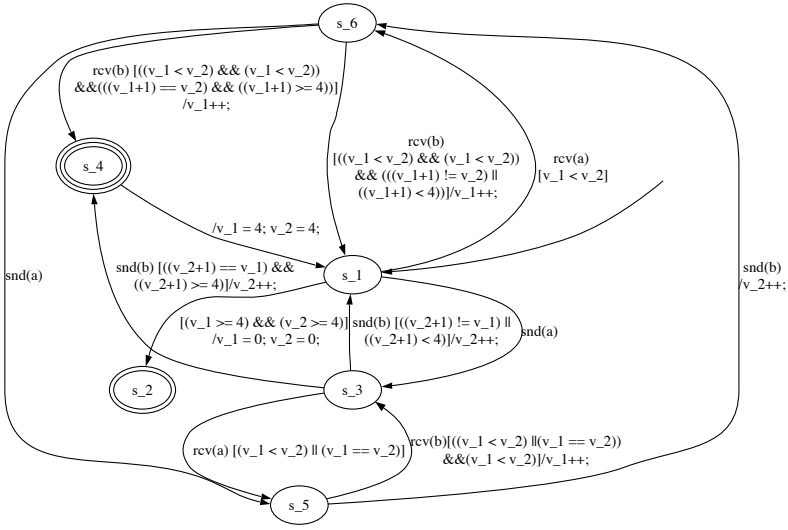 s_6
rcv(b) [((v_1 < v_2) && (v_1 < v_2))
&&(((v_1+1) == v_2) && ((v_1+1) >= 4))]
/v_1++;
rcv(b)
[((v_1 < v_2) && (v_1 < v_2))
&& (((v_1+1) != v_2) ||
((v_1+1) < 4))]/v_1++;
rcv(a)
[v_1 < v_2]
s_4
/v_1 = 4; v_2 = 4;
snd(a)
snd(b) [((v_2+1) == v_1) &&
((v_2+1) >= 4)]/v_2++;
s_1
snd(b)
/v_2++;
[(v_1 >= 4) && (v_2 >= 4)]
/v_1 = 0; v_2 = 0;
snd(b) [((v_2+1) != v_1) ||
((v_2+1) < 4)]/v_2++;
snd(a)
s_2
s_3
rcv(a) [(v_1 < v_2) || (v_1 == v_2)]
rcv(b)[((v_1 < v_2) ||(v_1 == v_2))
&&(v_1 < v_2)]/v_1++;
s_5